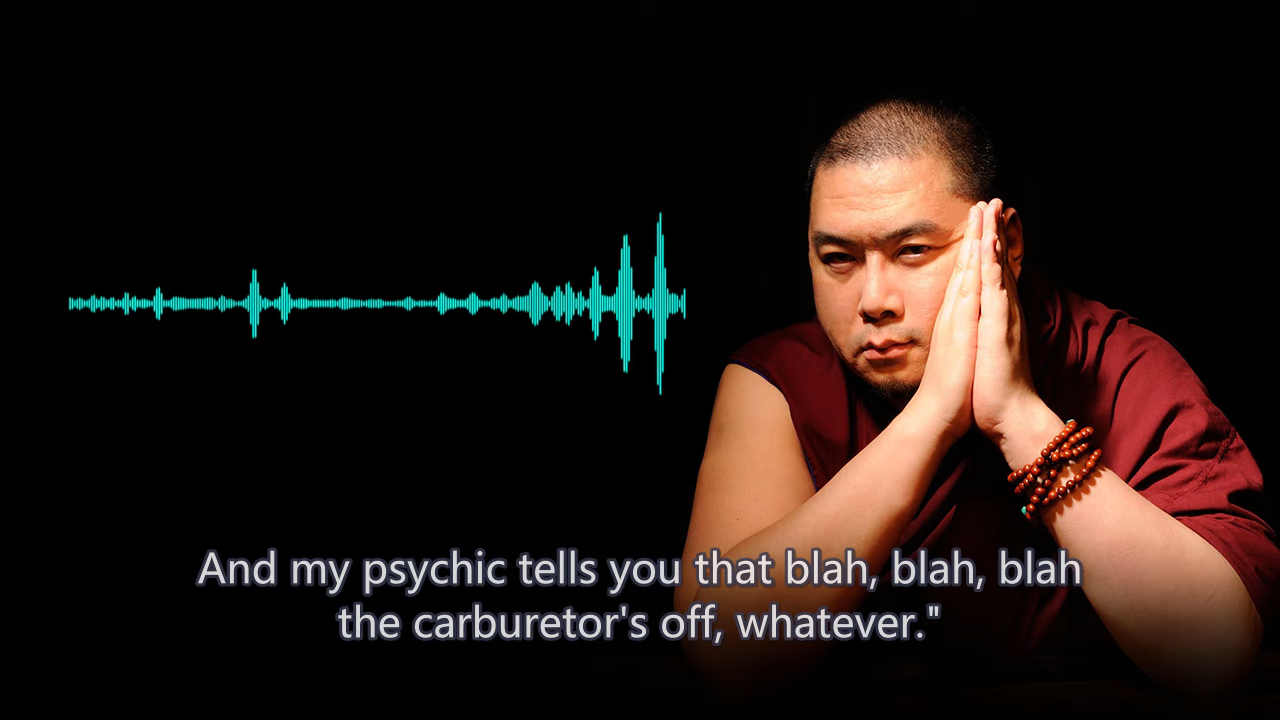 And my psychic tells you that blah, blah, blah
the carburetor's off, whatever."